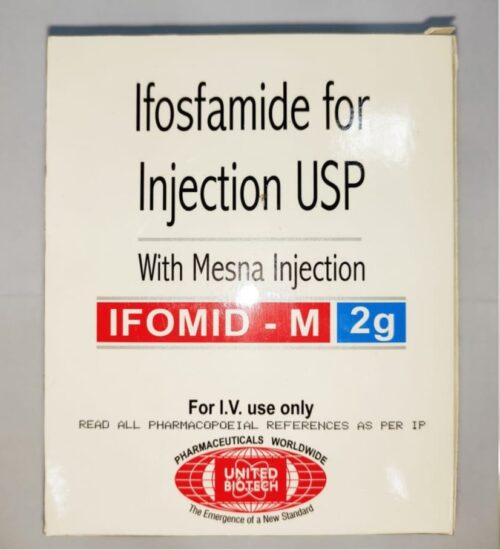 Ifosfamide for
Injection USP
With Mesna Injection
IFOMID - M 2g
For I.V. use only
READ ALL PHARMACOPOEIAL REFERENCES AS PER IP
PHARMACEUTICALS WORLDWIDE
UNITED
BIOTECH
The Emergence of a New Standard